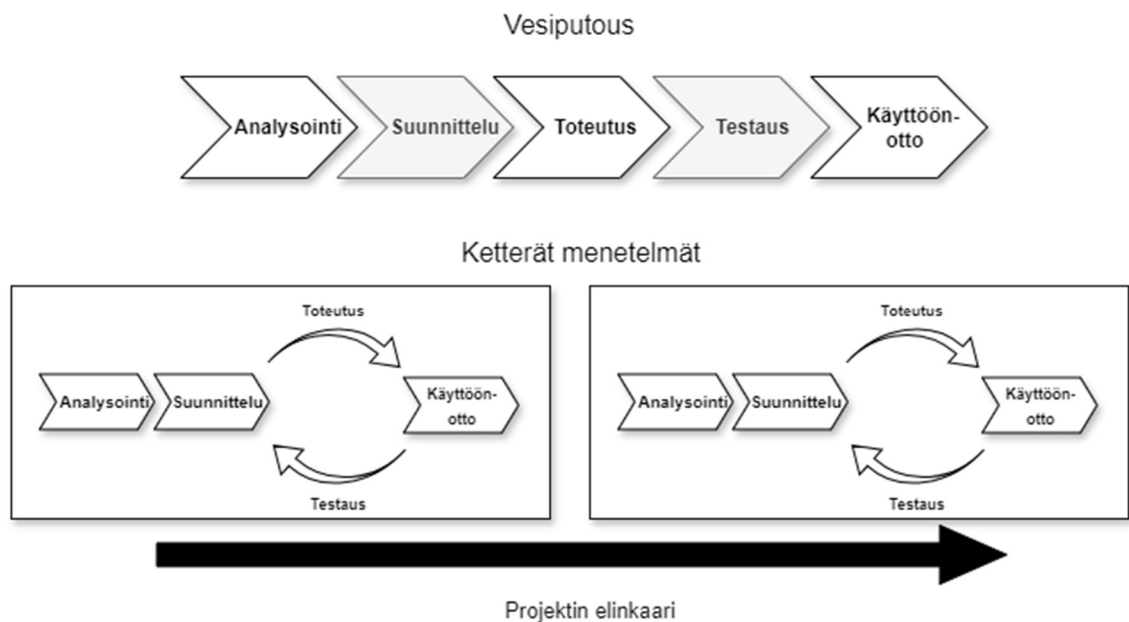 Vesiputous
Analysointi
Suunnittelu
Toteutus
Testaus
Käyttöön-
otto
Ketterät menetelmät
Toteutus
Analysointi
Suunnittelu
Käyttöön-
otto
Testaus
Toteutus
Analysointi
Suunnittelu
Käyttöön-
otto
Testaus
Projektin elinkaari